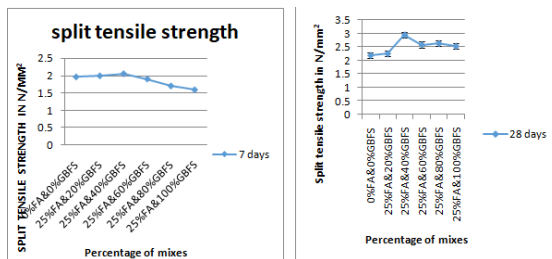 split tensile strength
SPLIT TENSILE STRENGTH IN N/MM2
2.5
2
1.5
1
0.5
0
0%FA&0%GBFS
25%FA&20%GBFS
25%FA&40%GBFS
25%FA&60%GBFS
25%FA&80%GBFS
25%FA&100%GBFS
7 days
Percentage of mixes
Split tensile strength in N/mm2
3.5
3
2.5
2
1.5
1
0.5
0
0%FA&0%GBFS
25%FA&20%GBFS
25%FA&40%GBFS
25%FA&60%GBFS
25%FA&80%GBFS
25%FA&100%GBFS
28 days
Percentage of mixes